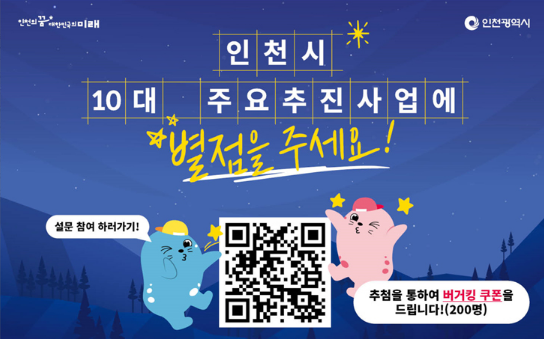 인천의 꿈 대한민국의 미래
인천광역시
인천시
10대 주요추진사업에
별점을 주세요!
설문 참여 하러가기!
추첨을 통하여 버거킹 쿠폰을
드립니다!(200명)